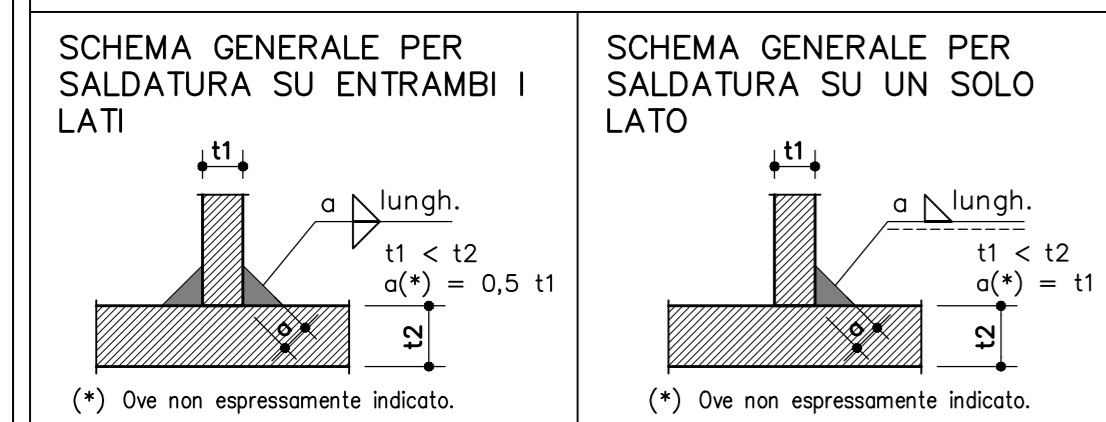 SCHEMA GENERALE PER
SALDATURA SU ENTRAMBI I
LATI
t1
a
lungh.
t1 < t2
a(*) = 0,5 t1
a
t2
(*) Ove non espressamente indicato.
SCHEMA GENERALE PER
SALDATURA SU UN SOLO
LATO
t1
a
lungh.
t1 < t2
a(*) = t1
a
t2
(*) Ove non espressamente indicato.